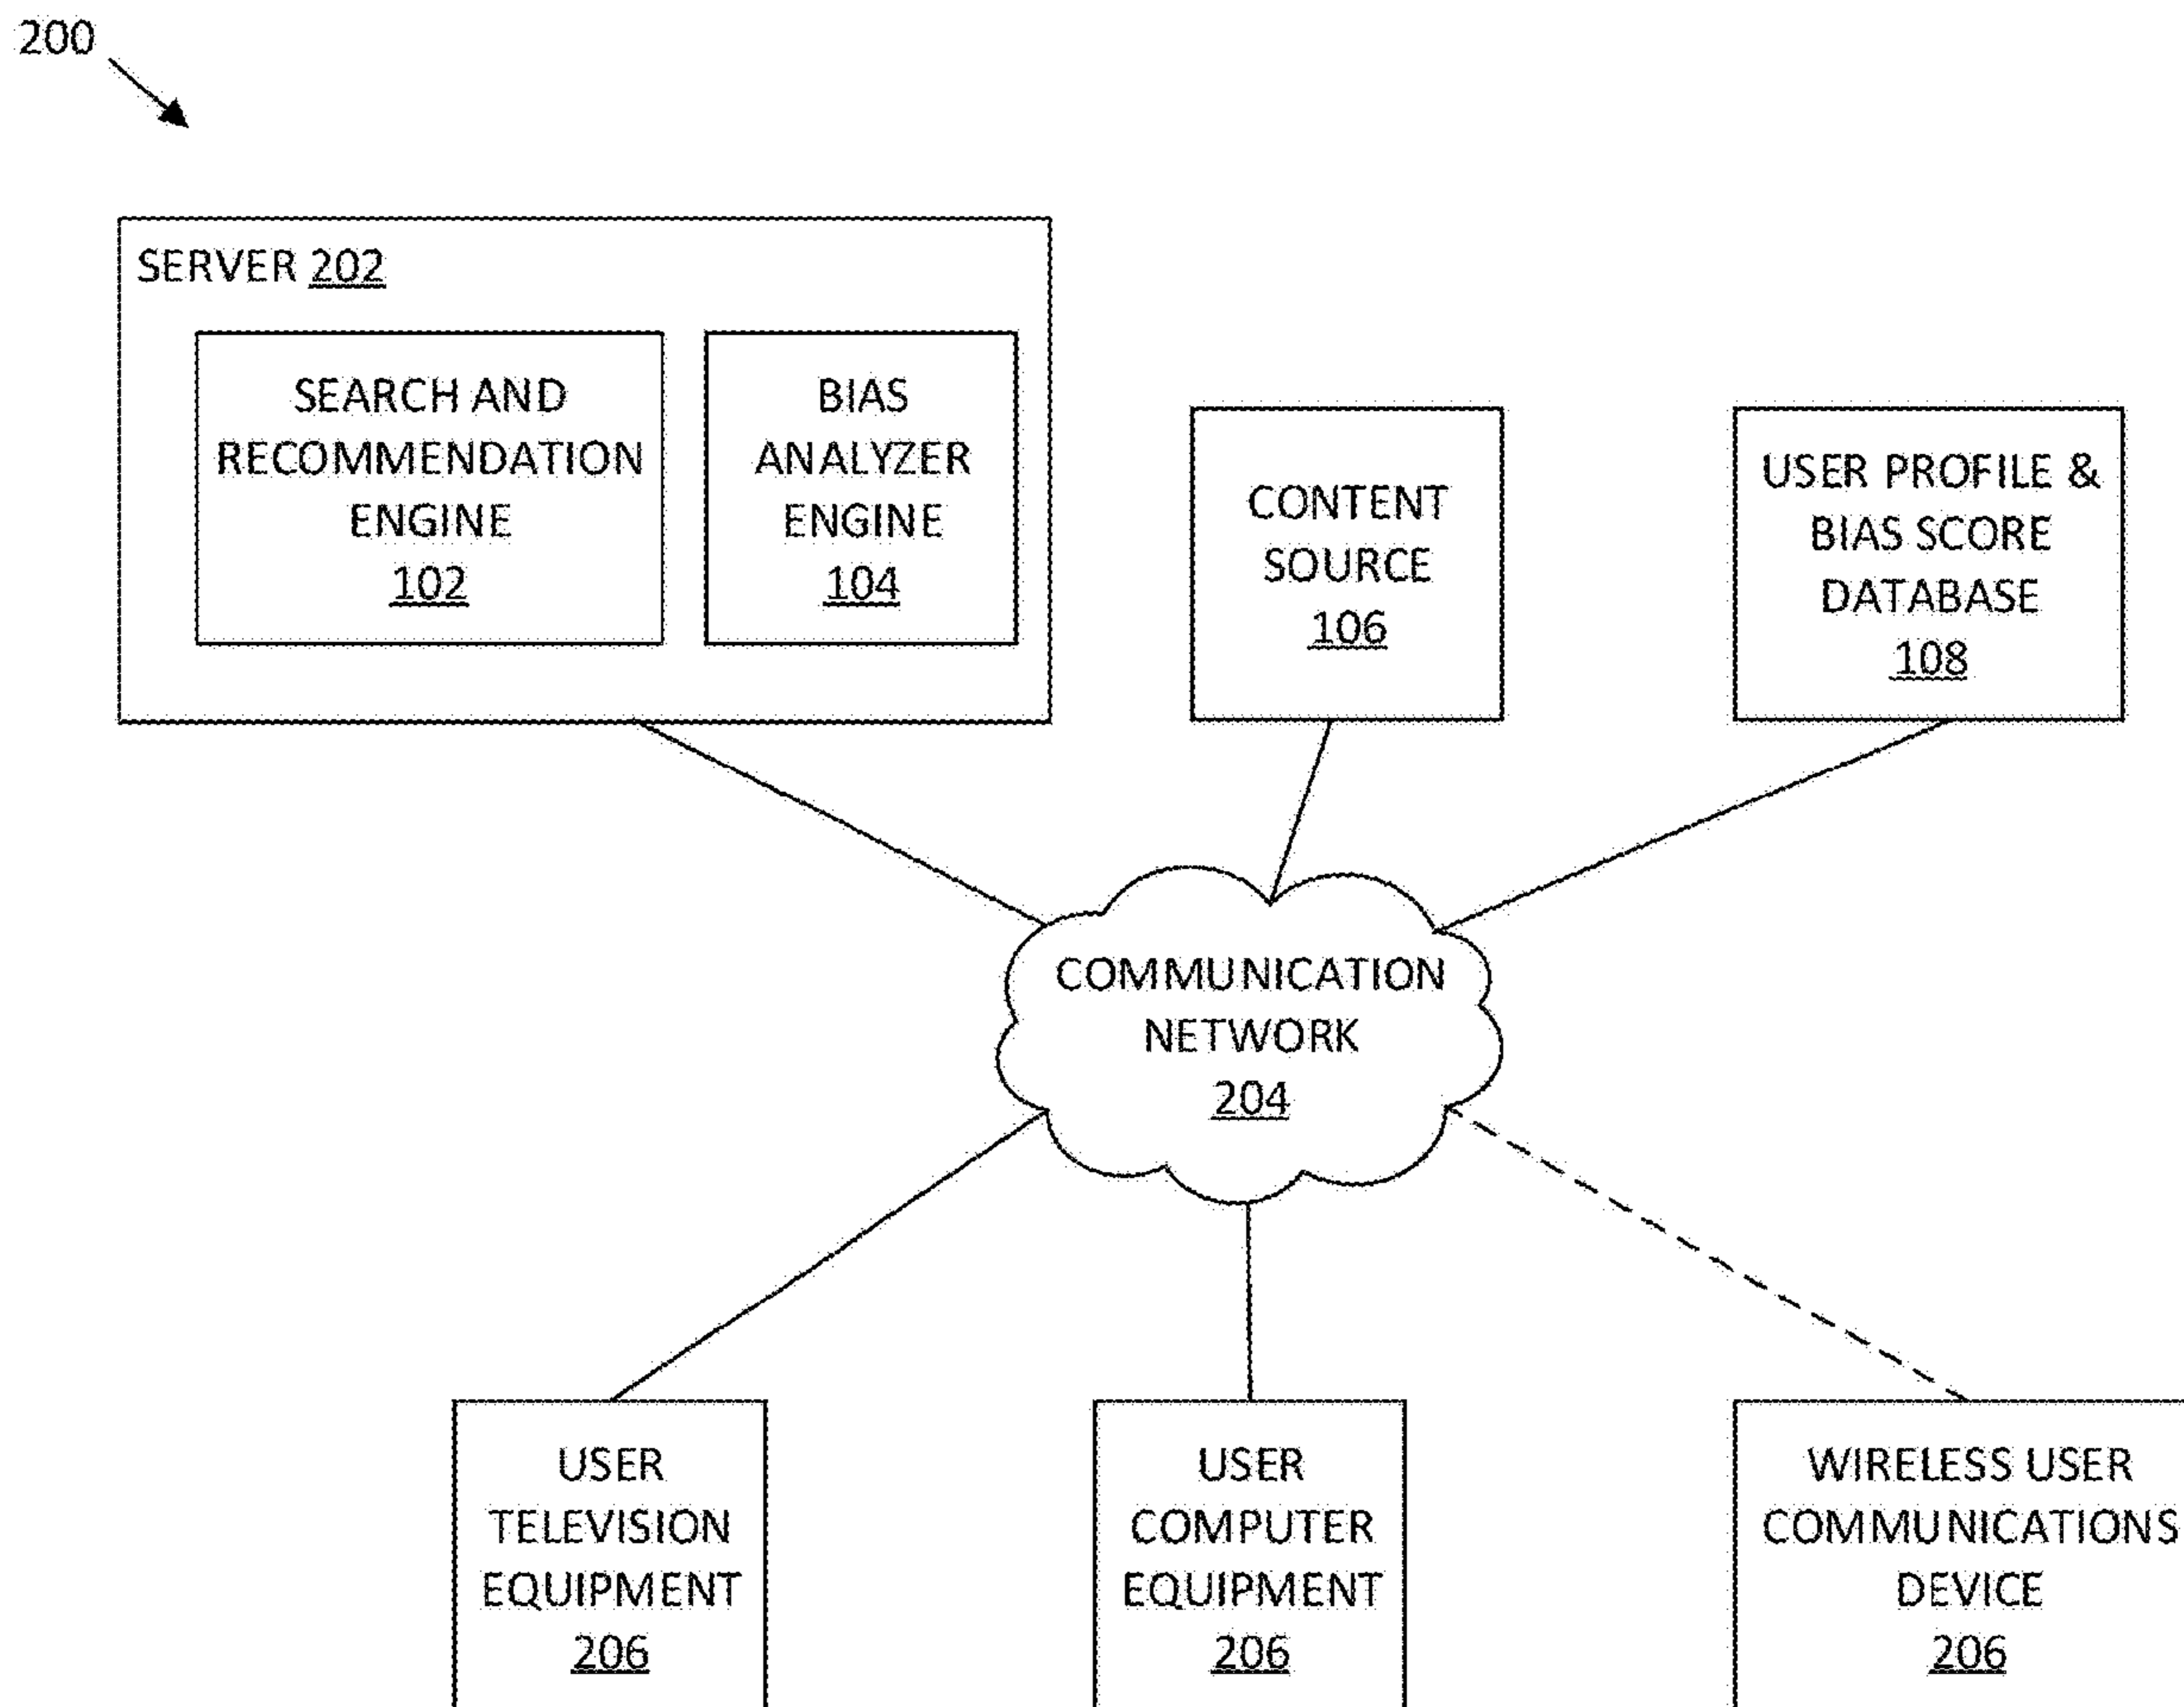 200
SERVER 202
SEARCH AND
RECOMMENDATION
ENGINE
102
BIAS
ANALYZER
ENGINE
104
CONTENT
SOURCE
106
USER PROFILE &
BIAS SCORE
DATABASE
108
COMMUNICATION
NETWORK
204
USER
TELEVISION
EQUIPMENT
206
USER
COMPUTER
EQUIPMENT
206
WIRELESS USER
COMMUNICATIONS
DEVICE
206